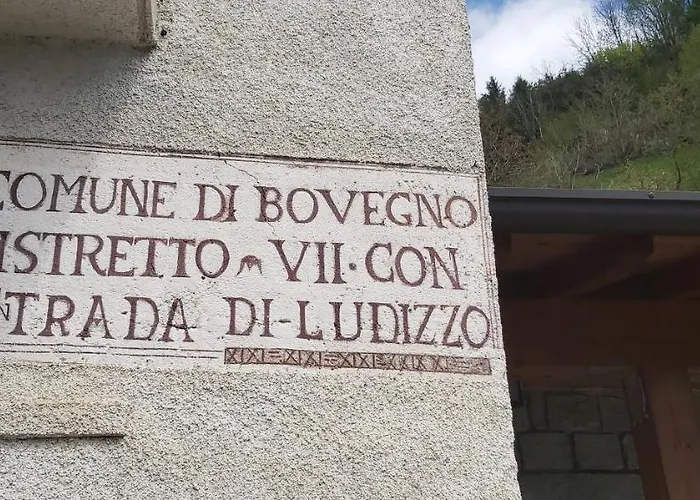 COMUNE DI BOVEGNO
ISTRETTO VII·CON
TRADA DI-LUDIZZO